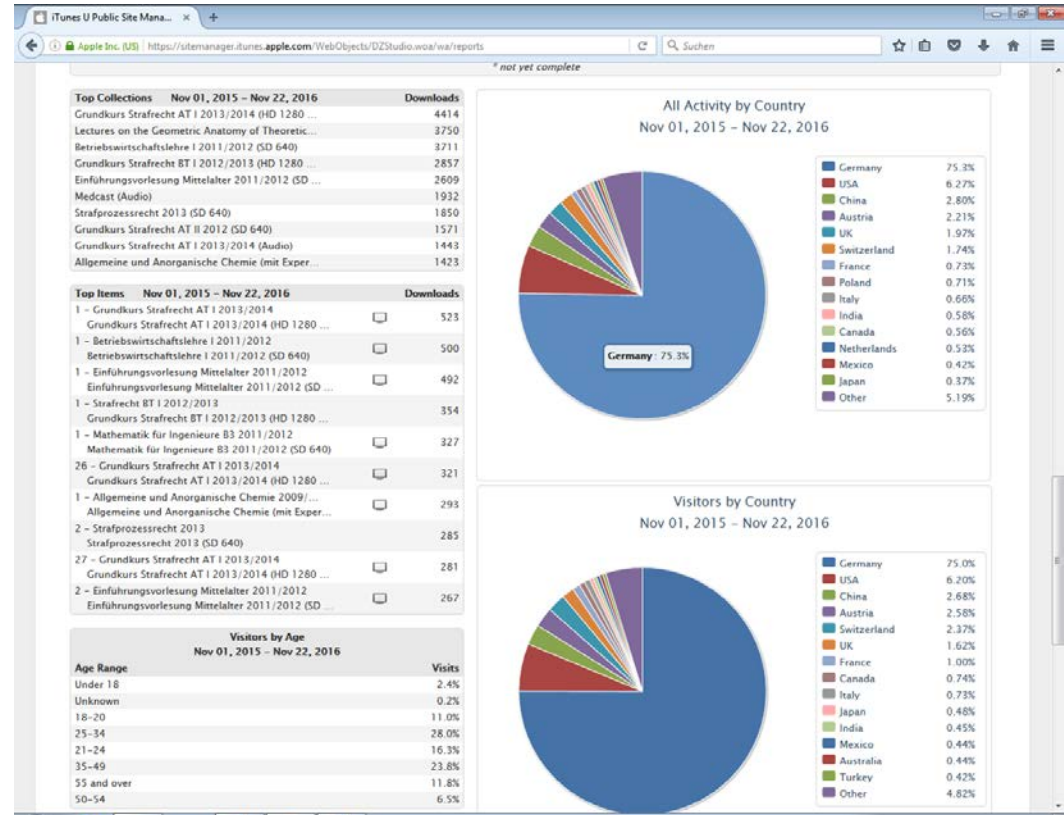 iTunes U Public Site Mana...
Apple Inc. (US) https://sitemanager.itunes.apple.com/WebObjects/DZStudio.woa/wa/reports
Suchen
* not yet complete
Top Collections Nov 01, 2015 – Nov 22, 2016 Downloads
Grundkurs Strafrecht AT I 2013/2014 (HD 1280 ... 4414
Lectures on the Geometric Anatomy of Theoretic... 3750
Betriebswirtschaftslehre I 2011/2012 (SD 640) 3711
Grundkurs Strafrecht BT I 2012/2013 (HD 1280 ... 2857
Einführungsvorlesung Mittelalter 2011/2012 (SD ... 2609
Medcast (Audio) 1932
Strafprozessrecht 2013 (SD 640) 1850
Grundkurs Strafrecht AT II 2012 (SD 640) 1571
Grundkurs Strafrecht AT I 2013/2014 (Audio) 1443
Allgemeine und Anorganische Chemie (mit Exper... 1423
Top Items Nov 01, 2015 – Nov 22, 2016 Downloads
1 – Grundkurs Strafrecht AT I 2013/2014
Grundkurs Strafrecht AT I 2013/2014 (HD 1280 ... 523
1 – Betriebswirtschaftslehre I 2011/2012
Betriebswirtschaftslehre I 2011/2012 (SD 640) 500
1 – Einführungsvorlesung Mittelalter 2011/2012
Einführungsvorlesung Mittelalter 2011/2012 (SD ... 492
1 – Strafrecht BT I 2012/2013
Grundkurs Strafrecht BT I 2012/2013 (HD 1280 ... 354
1 – Mathematik für Ingenieure B3 2011/2012
Mathematik für Ingenieure B3 2011/2012 (SD 640) 327
26 – Grundkurs Strafrecht AT I 2013/2014
Grundkurs Strafrecht AT I 2013/2014 (HD 1280 ... 321
1 – Allgemeine und Anorganische Chemie 2009/...
Allgemeine und Anorganische Chemie (mit Exper... 293
2 – Strafprozessrecht 2013
Strafprozessrecht 2013 (SD 640) 285
27 – Grundkurs Strafrecht AT I 2013/2014
Grundkurs Strafrecht AT I 2013/2014 (HD 1280 ... 281
2 – Einführungsvorlesung Mittelalter 2011/2012
Einführungsvorlesung Mittelalter 2011/2012 (SD ... 267
Visitors by Age
Nov 01, 2015 – Nov 22, 2016
Age Range Visits
Under 18 2.4%
Unknown 0.2%
18–20 11.0%
25–34 28.0%
21–24 16.3%
35–49 23.8%
55 and over 11.8%
50–54 6.5%
All Activity by Country
Nov 01, 2015 – Nov 22, 2016
Germany : 75.3%
Germany 75.3%
USA 6.27%
China 2.80%
Austria 2.21%
UK 1.97%
Switzerland 1.74%
France 0.73%
Poland 0.71%
Italy 0.66%
India 0.58%
Canada 0.56%
Netherlands 0.53%
Mexico 0.42%
Japan 0.37%
Other 5.19%
Visitors by Country
Nov 01, 2015 – Nov 22, 2016
Germany 75.0%
USA 6.20%
China 2.68%
Austria 2.58%
Switzerland 2.37%
UK 1.62%
France 1.00%
Canada 0.74%
Italy 0.73%
Japan 0.48%
India 0.45%
Mexico 0.44%
Australia 0.44%
Turkey 0.42%
Other 4.82%